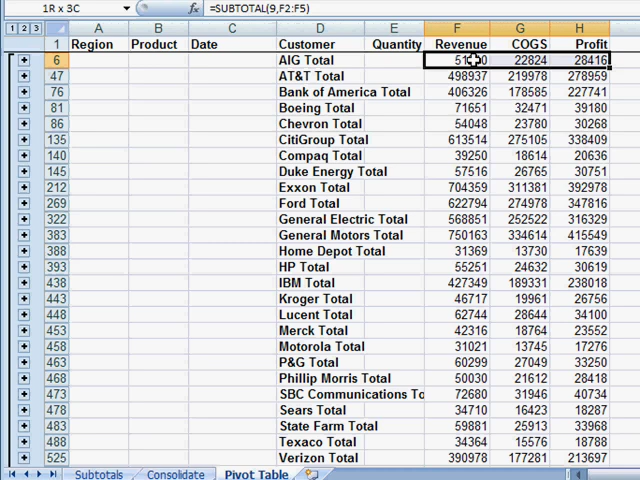 1R x 3C fx =SUBTOTAL(9,F2:F5)
1 2 3 A B C D E F G H
1 Region Product Date Customer Quantity Revenue COGS Profit
6 AIG Total 22824 28416
47 AT&T Total 498937 219978 278959
76 Bank of America Total 406326 178585 227741
81 Boeing Total 71651 32471 39180
86 Chevron Total 54048 23780 30268
135 CitiGroup Total 613514 275105 338409
140 Compaq Total 39250 18614 20636
145 Duke Energy Total 57516 26765 30751
212 Exxon Total 704359 311381 392978
269 Ford Total 622794 274978 347816
322 General Electric Total 568851 252522 316329
383 General Motors Total 750163 334614 415549
388 Home Depot Total 31369 13730 17639
393 HP Total 55251 24632 30619
438 IBM Total 427349 189331 238018
443 Kroger Total 46717 19961 26756
448 Lucent Total 62744 28644 34100
453 Merck Total 42316 18764 23552
458 Motorola Total 31021 13745 17276
463 P&G Total 60299 27049 33250
468 Phillip Morris Total 50030 21612 28418
473 SBC Communications To 72680 31946 40734
478 Sears Total 34710 16423 18287
483 State Farm Total 59881 25913 33968
488 Texaco Total 34364 15576 18788
525 Verizon Total 390978 177281 213697
Subtotals Consolidate Pivot Table